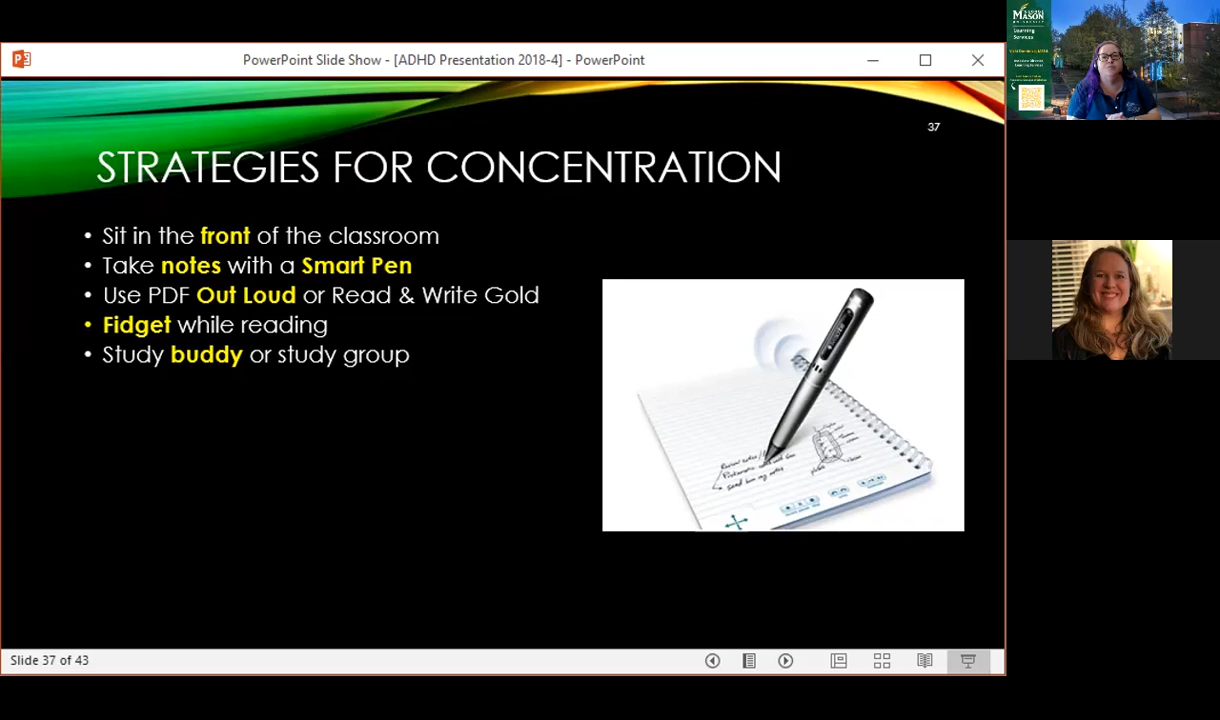 PowerPoint Slide Show - [ADHD Presentation 2018-4] - PowerPoint
37
STRATEGIES FOR CONCENTRATION
• Sit in the front of the classroom
• Take notes with a Smart Pen
• Use PDF Out Loud or Read & Write Gold
• Fidget while reading
• Study buddy or study group
Slide 37 of 43
MASON
Learning
Services